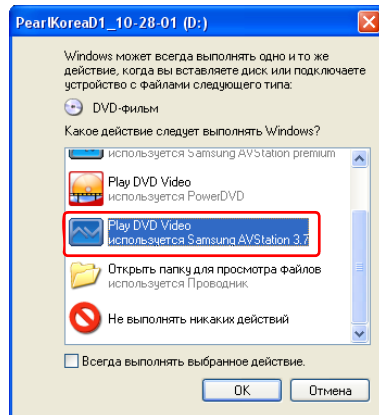 PearlKoreaD1_10-28-01 (D:)
Windows может всегда выполнять одно и то же
действие, когда вы вставляете диск или подключаете
устройство с файлами следующего типа:
DVD-фильм
Какое действие следует выполнять Windows?
используется Samsung AVStation premium
Play DVD Video
используется PowerDVD
Play DVD Video
используется Samsung AVStation 3.7
Открыть папку для просмотра файлов
используется Проводник
Не выполнять никаких действий
Всегда выполнять выбранное действие.
OK
Отмена